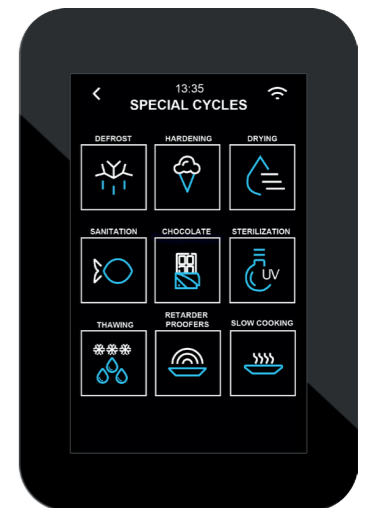 13:35
SPECIAL CYCLES
DEFROST
HARDENING
DRYING
SANITATION
CHOCOLATE
STERILIZATION
UV
THAWING
RETARDER
PROOFERS
SLOW COOKING